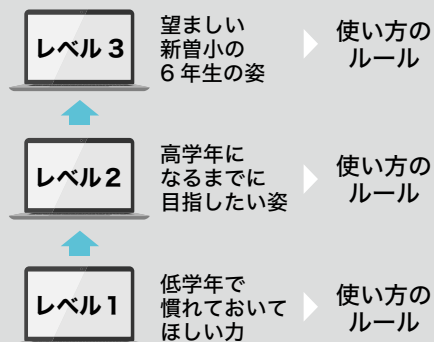 レベル 3
望ましい
新曽小の
6 年生の姿
使い方の
ルール
レベル 2
高学年に
なるまでに
目指したい姿
使い方の
ルール
レベル 1
低学年で
慣れておいて
ほしい力
使い方の
ルール